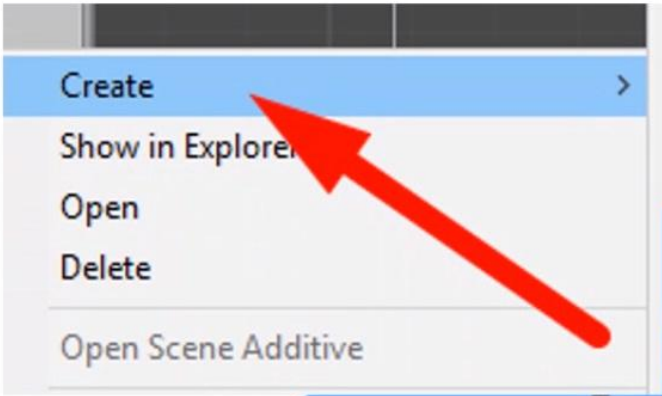 Create
Show in Explorer
Open
Delete
Open Scene Additive